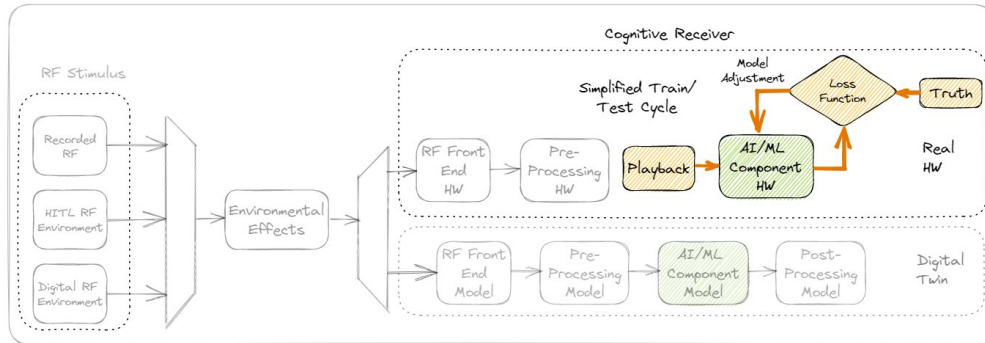 Cognitive Receiver
RF Stimulus
Recorded
RF
HITL RF
Environment
Digital RF
Environment
Environmental
Effects
Simplified Train/
Test Cycle
Model
Adjustment
Loss
Function
Truth
RF Front
End
HW
Pre-
Processing
HW
Playback
AI/ML
Component
HW
Real
HW
RF Front
End
Model
Pre-
Processing
Model
AI/ML
Component
Model
Post-
Processing
Model
Digital
Twin